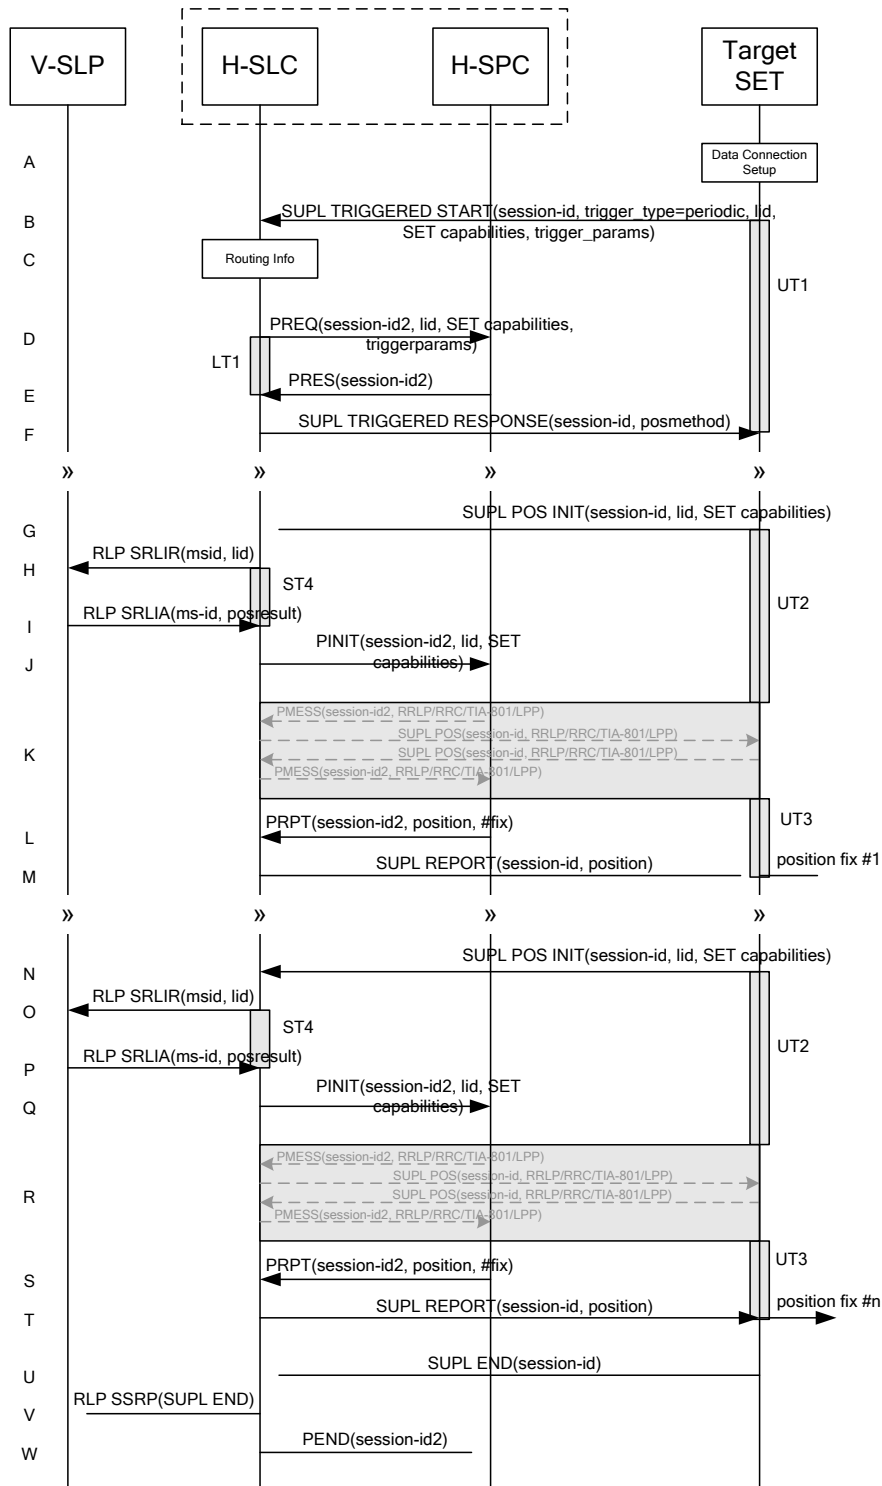 V-SLP
H-SLC
H-SPC
Target
SET
A
Data Connection
Setup
B
SUPL TRIGGERED START(session-id, trigger_type=periodic, lid,
SET capabilities, trigger_params)
C
Routing Info
UT1
D
PREQ(session-id2, lid, SET capabilities,
triggerparams)
LT1
E
PRES(session-id2)
F
SUPL TRIGGERED RESPONSE(session-id, posmethod)
» » » »
G
SUPL POS INIT(session-id, lid, SET capabilities)
H
RLP SRLIR(msid, lid)
ST4
UT2
I
RLP SRLIA(ms-id, posresult)
J
PINIT(session-id2, lid, SET
capabilities)
PMESS(session-id2, RRLP/RRC/TIA-801/LPP)
SUPL POS(session-id, RRLP/RRC/TIA-801/LPP)
K
SUPL POS(session-id, RRLP/RRC/TIA-801/LPP)
PMESS(session-id2, RRLP/RRC/TIA-801/LPP)
UT3
L
PRPT(session-id2, position, #fix)
M
SUPL REPORT(session-id, position)
position fix #1
» » » »
N
SUPL POS INIT(session-id, lid, SET capabilities)
O
RLP SRLIR(msid, lid)
ST4
UT2
P
RLP SRLIA(ms-id, posresult)
Q
PINIT(session-id2, lid, SET
capabilities)
PMESS(session-id2, RRLP/RRC/TIA-801/LPP)
SUPL POS(session-id, RRLP/RRC/TIA-801/LPP)
R
SUPL POS(session-id, RRLP/RRC/TIA-801/LPP)
PMESS(session-id2, RRLP/RRC/TIA-801/LPP)
UT3
S
PRPT(session-id2, position, #fix)
T
SUPL REPORT(session-id, position)
position fix #n
U
SUPL END(session-id)
V
RLP SSRP(SUPL END)
W
PEND(session-id2)